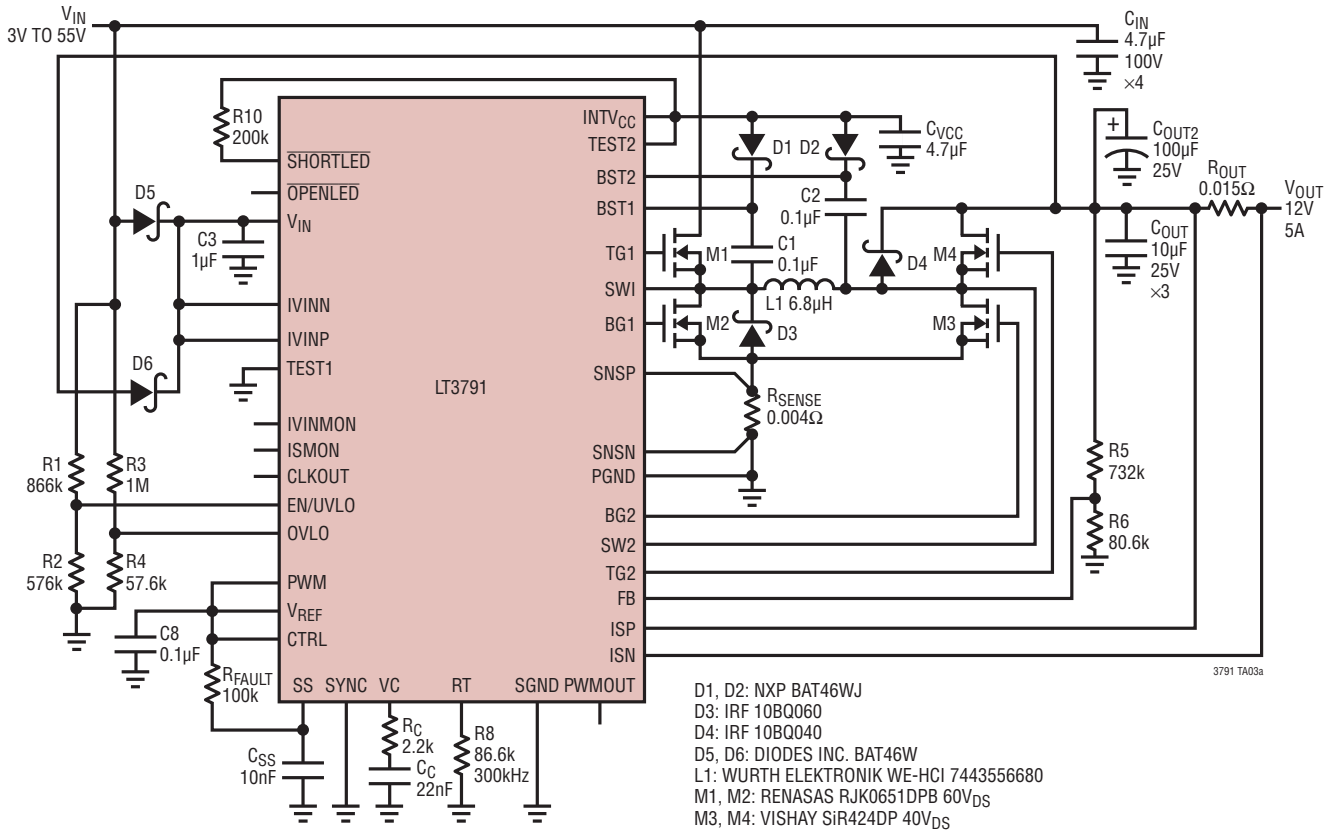 VIN
3V TO 55V
CIN
4.7µF
100V
×4
R10
200k
INTVCC
TEST2
D1
D2
CVCC
4.7µF
+
COUT2
100µF
25V
ROUT
0.015Ω
VOUT
12V
5A
SHORTLED
OPENLED
BST2
BST1
C2
0.1µF
D5
VIN
C3
1µF
TG1
M1
C1
0.1µF
D4
M4
COUT
10µF
25V
×3
SWI
L1 6.8µH
IVINN
BG1
M2
D3
M3
IVINP
D6
TEST1
LT3791
SNSP
RSENSE
0.004Ω
IVINMON
ISMON
CLKOUT
SNSN
PGND
R1
866k
R3
1M
R5
732k
EN/UVLO
OVLO
BG2
SW2
R6
80.6k
R2
576k
R4
57.6k
PWM
TG2
VREF
FB
CTRL
ISP
ISN
C8
0.1µF
RFAULT
100k
SS
SYNC
VC
RT
SGND
PWMOUT
3791 TA03a
CSS
10nF
RC
2.2k
CC
22nF
R8
86.6k
300kHz
D1, D2: NXP BAT46WJ
D3: IRF 10BQ060
D4: IRF 10BQ040
D5, D6: DIODES INC. BAT46W
L1: WURTH ELEKTRONIK WE-HCI 7443556680
M1, M2: RENASAS RJK0651DPB 60VDS
M3, M4: VISHAY SiR424DP 40VDS